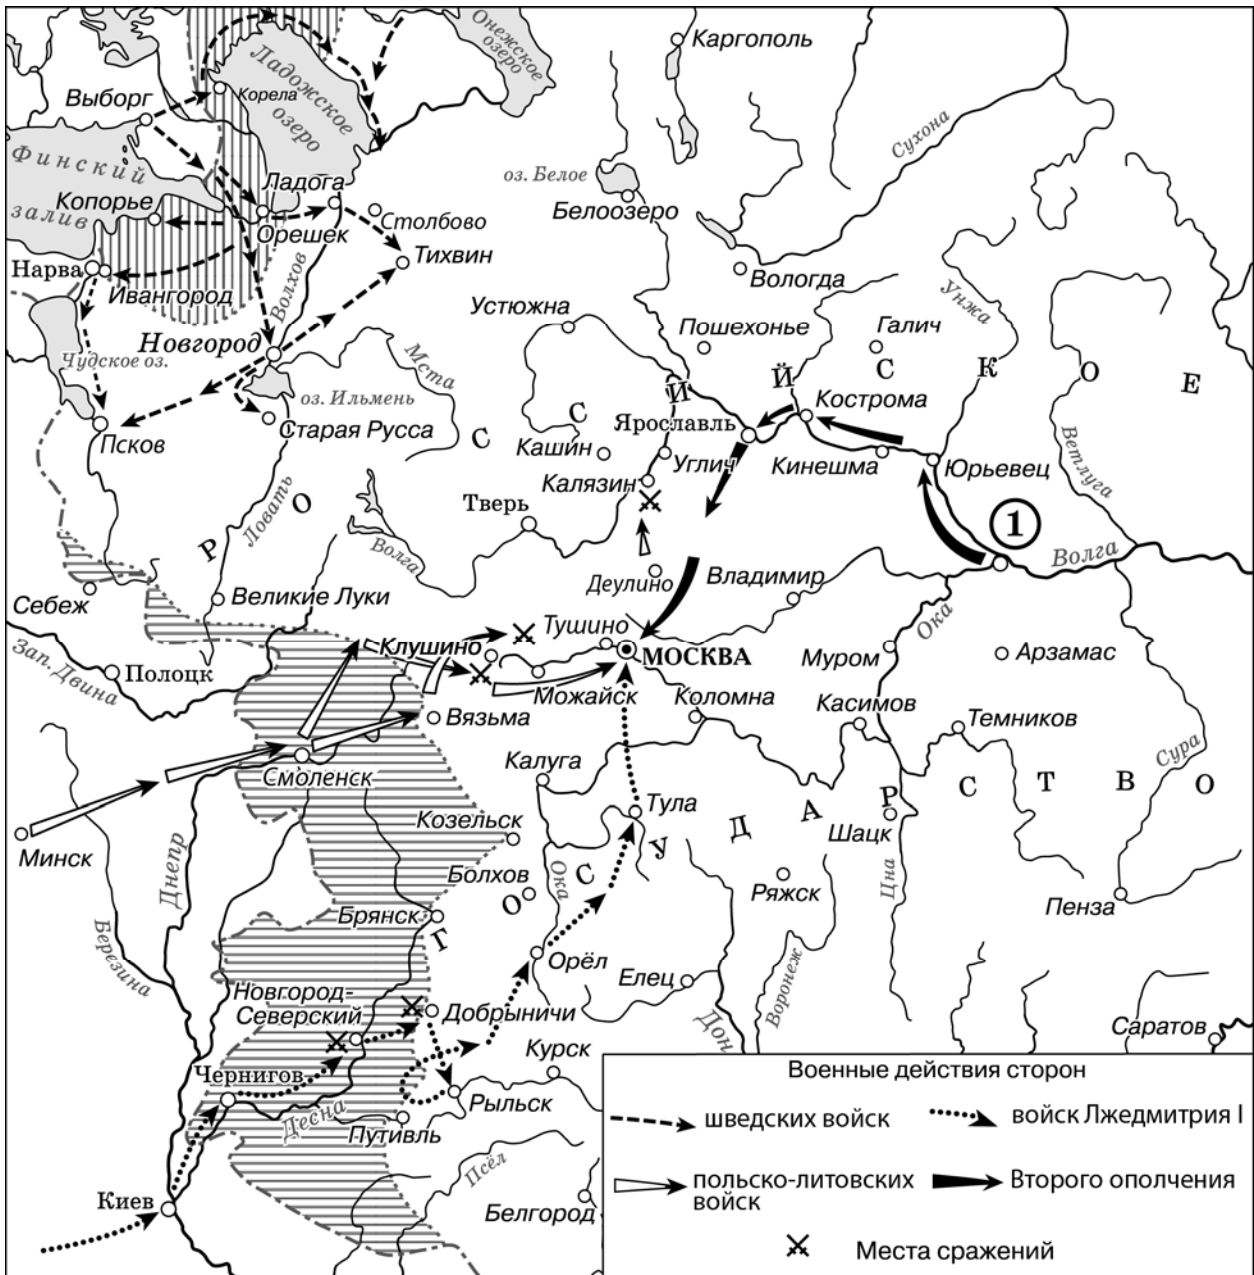 Каргополь
Онежское
озеро
Ладожское
озеро
Корела
Выборг
Финский
залив
Сухона
оз. Белое
Белоозеро
Ладога
Копорье
Столбово
Орешек
Тихвин
Нарва
Ивангород
Волхов
Вологда
Унжа
Устюжна
Пошехонье
Галич
Новгород
Чудское оз.
Мста
оз. Ильмень
РОССИЙСКОЕ
Кострома
Ярославль
Псков
Старая Русса
Кашин
Углич
Кинешма
Юрьевец
Ветлуга
Калязин
Ловать
Тверь
1
Волга
Волга
Деулино
Владимир
Себеж
Великие Луки
Ока
Зап. Двина
Полоцк
Клушино
Тушино
МОСКВА
Муром
Арзамас
Можайск
Коломна
Касимов
Вязьма
Темников
Сура
Смоленск
Калуга
ГОСУДАРСТВО
Минск
Днепр
Козельск
Тула
Шацк
Цна
Болхов
Ока
Ряжск
Пенза
Брянск
Березина
Орёл
Елец
Воронеж
Новгород-
Северский
Добрыничи
Дон
Саратов
Курск
Чернигов
Рыльск
Десна
Путивль
Псёл
Киев
Белгород
Военные действия сторон
шведских войск
войск Лжедмитрия I
польско-литовских
войск
Второго ополчения
Места сражений